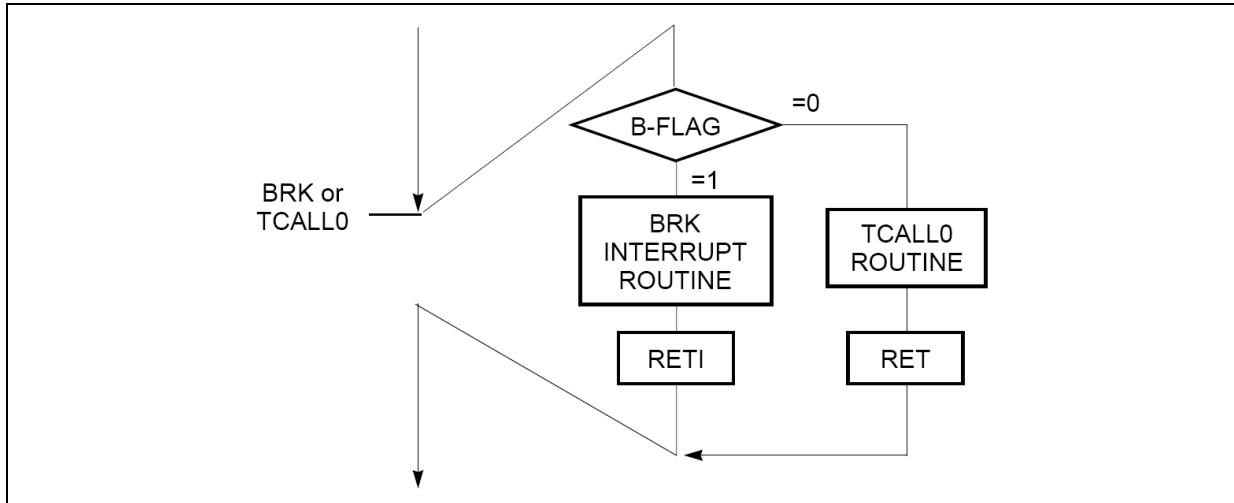 B-FLAG
=0
=1
BRK or
TCALL0
BRK
INTERRUPT
ROUTINE
TCALL0
ROUTINE
RETI
RET